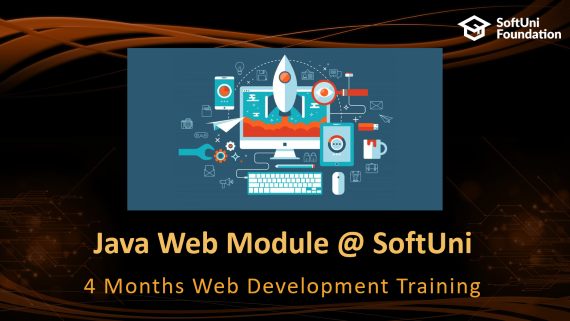 SoftUni
Foundation
Java Web Module @ SoftUni
4 Months Web Development Training